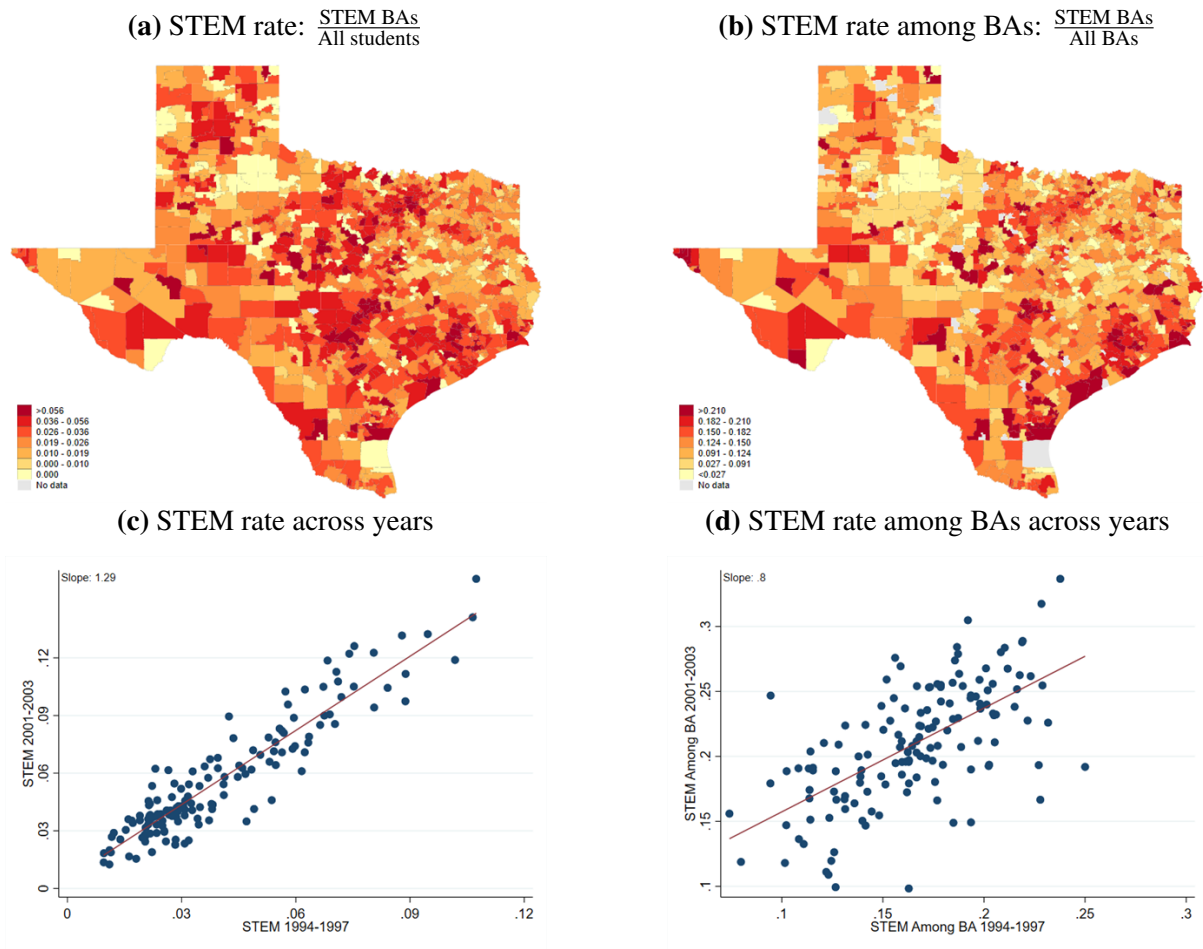 (a) STEM rate: STEM BAs / All students
(b) STEM rate among BAs: STEM BAs / All BAs
>0.056
0.036 - 0.056
0.026 - 0.036
0.019 - 0.026
0.010 - 0.019
0.000 - 0.010
0.000
No data
>0.210
0.182 - 0.210
0.150 - 0.182
0.124 - 0.150
0.091 - 0.124
0.027 - 0.091
<0.027
No data
(c) STEM rate across years
(d) STEM rate among BAs across years
Slope: 1.29
STEM 2001-2003
.12
.09
.06
.03
0
0
.03
.06
.09
.12
STEM 1994-1997
Slope: .8
STEM Among BA 2001-2003
.3
.25
.2
.15
.1
.1
.15
.2
.25
.3
STEM Among BA 1994-1997